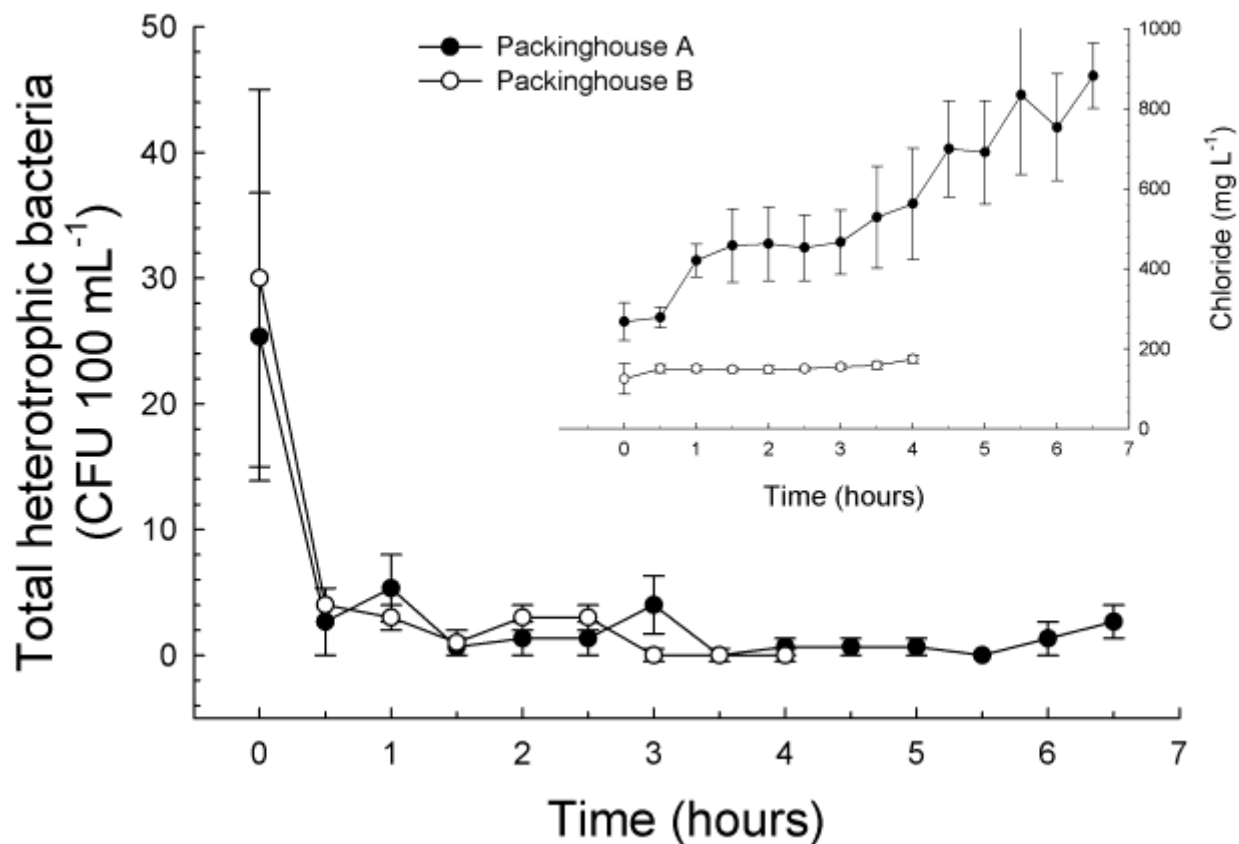 Total heterotrophic bacteria
(CFU 100 mL⁻¹)
50
40
30
20
10
0
0 1 2 3 4 5 6 7
Time (hours)
Packinghouse A
Packinghouse B
1000
800
600
400
200
0
Chloride (mg L⁻¹)
0 1 2 3 4 5 6 7
Time (hours)